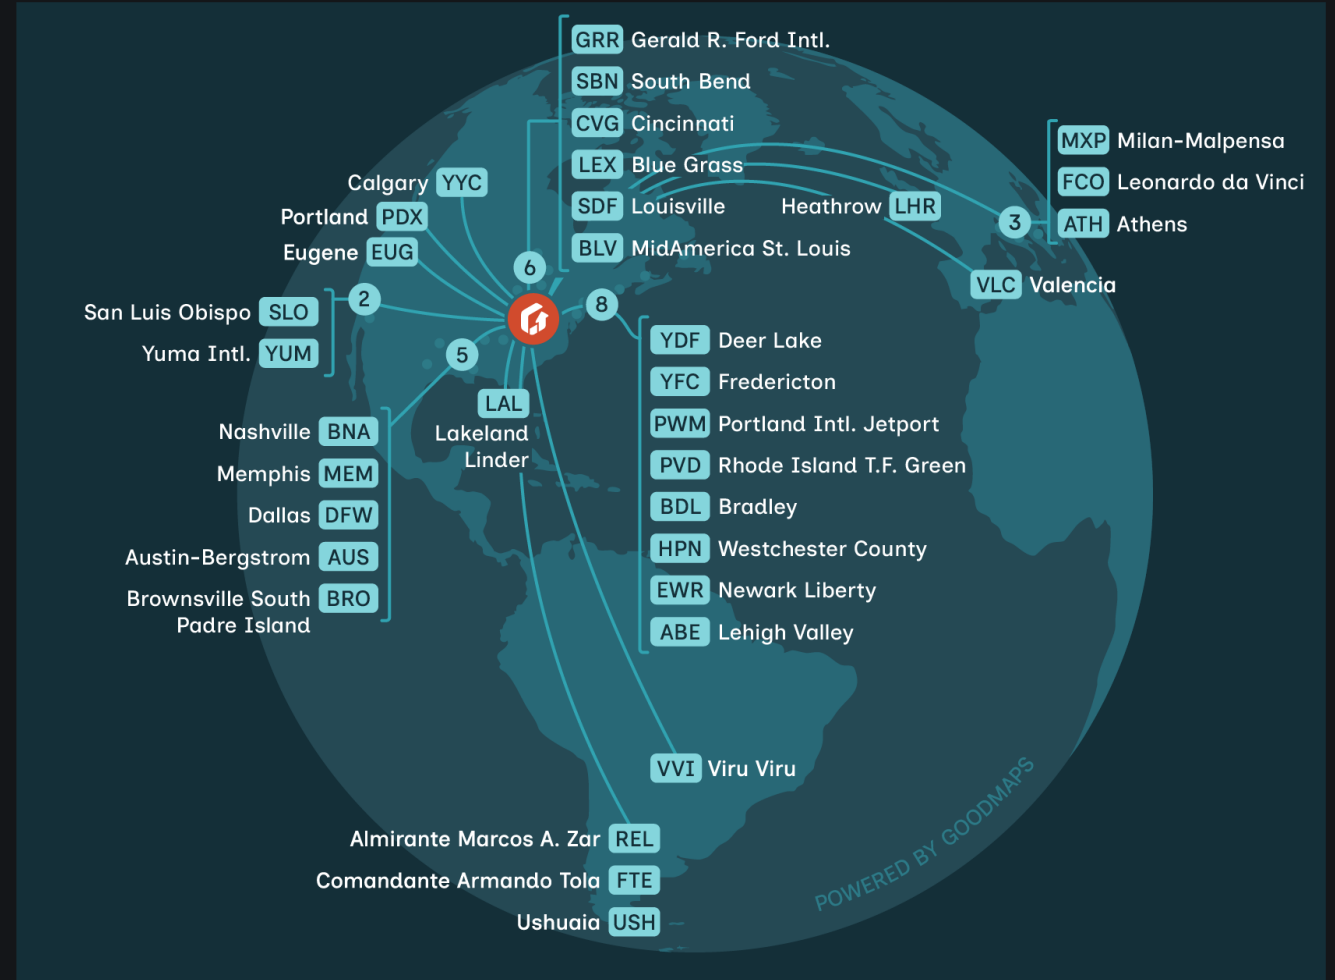 GRR Gerald R. Ford Intl.
SBN South Bend
CVG Cincinnati
LEX Blue Grass
SDF Louisville
BLV MidAmerica St. Louis
6
Calgary YYC
Portland PDX
Eugene EUG
2
San Luis Obispo SLO
Yuma Intl. YUM
5
Nashville BNA
Memphis MEM
Dallas DFW
Austin-Bergstrom AUS
Brownsville South BRO
Padre Island
LAL
Lakeland
Linder
Heathrow LHR
3
MXP Milan-Malpensa
FCO Leonardo da Vinci
ATH Athens
VLC Valencia
8
YDF Deer Lake
YFC Fredericton
PWM Portland Intl. Jetport
PVD Rhode Island T.F. Green
BDL Bradley
HPN Westchester County
EWR Newark Liberty
ABE Lehigh Valley
VVI Viru Viru
Almirante Marcos A. Zar REL
Comandante Armando Tola FTE
Ushuaia USH
POWERED BY GOODMAPS